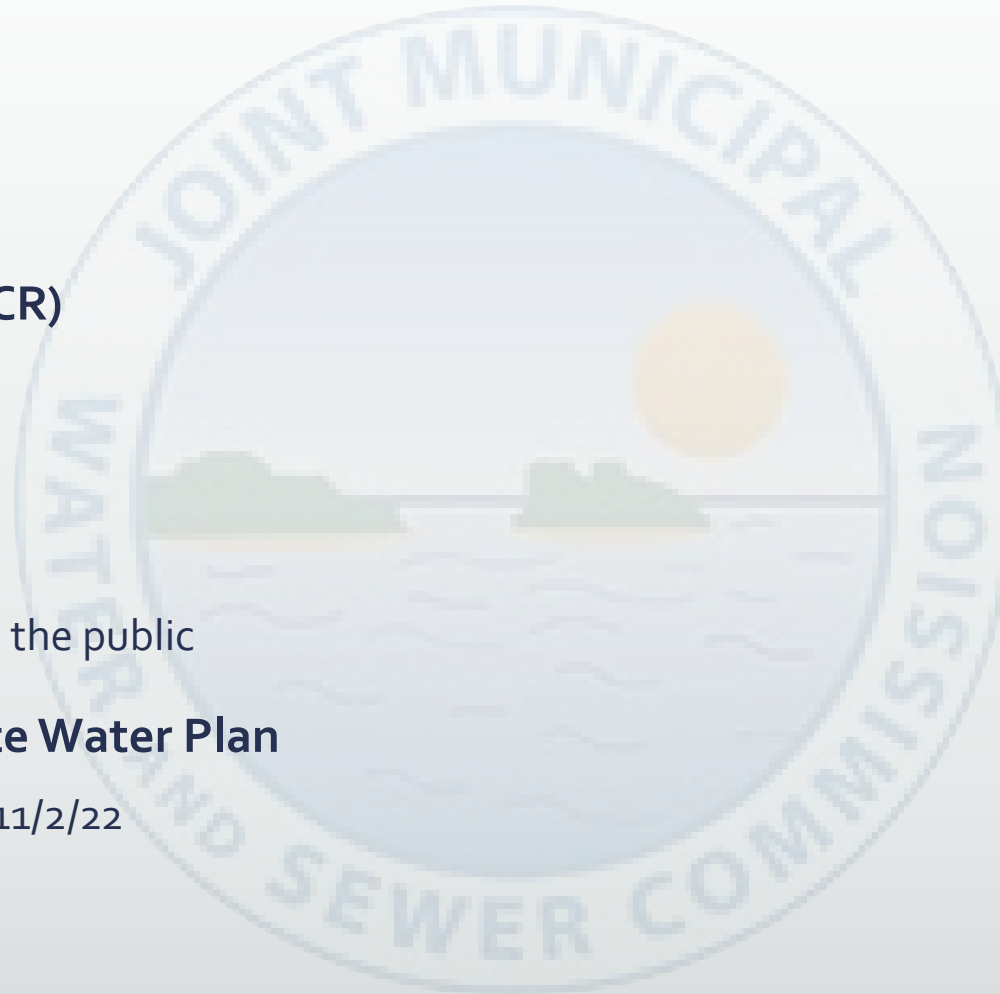 JOINT MUNICIPAL
WATER AND SEWER COMMISSION
CR)
the public
te Water Plan
11/2/22